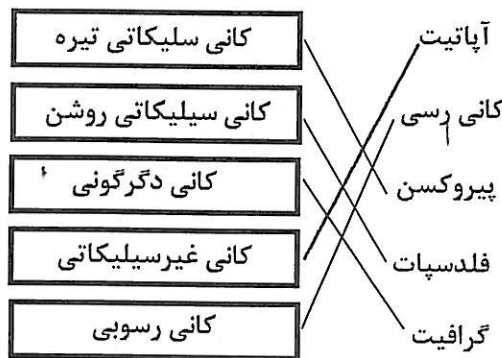 آپاتیت
کانی سلیکاتی تیره
کانی رسی
کانی سیلیکاتی روشن
پیروکسن
کانی دگرگونی
فلدسپات
کانی غیرسیلیکاتی
گرافیت
کانی رسوبی